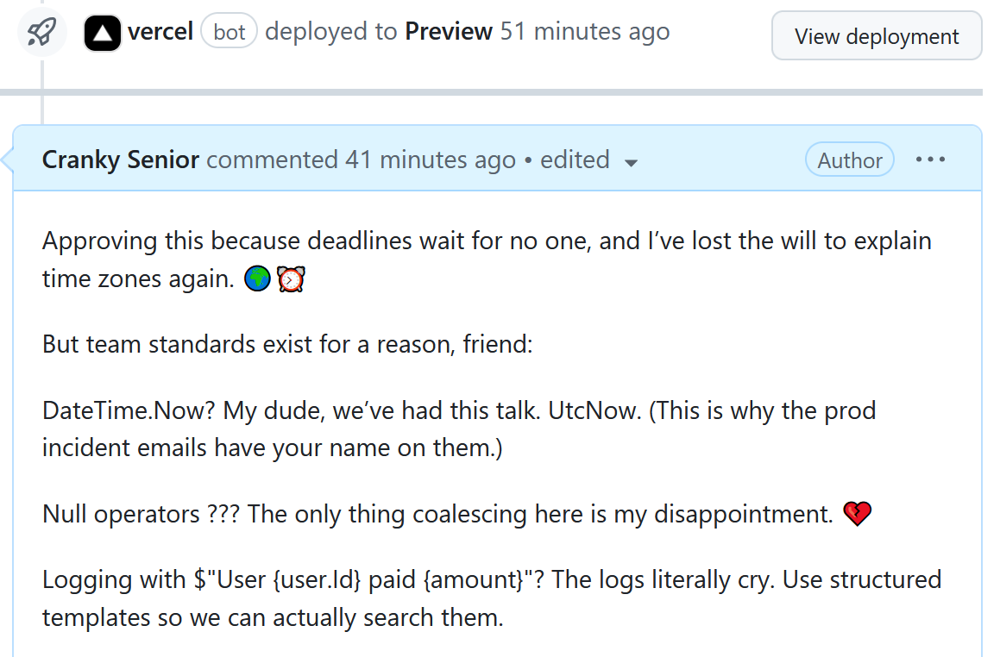 vercel bot deployed to Preview 51 minutes ago
View deployment
Cranky Senior commented 41 minutes ago • edited
Author
Approving this because deadlines wait for no one, and I’ve lost the will to explain
time zones again. 🌍⏰
But team standards exist for a reason, friend:
DateTime.Now? My dude, we’ve had this talk. UtcNow. (This is why the prod
incident emails have your name on them.)
Null operators ??? The only thing coalescing here is my disappointment. 💔
Logging with $"User {user.Id} paid {amount}"? The logs literally cry. Use structured
templates so we can actually search them.